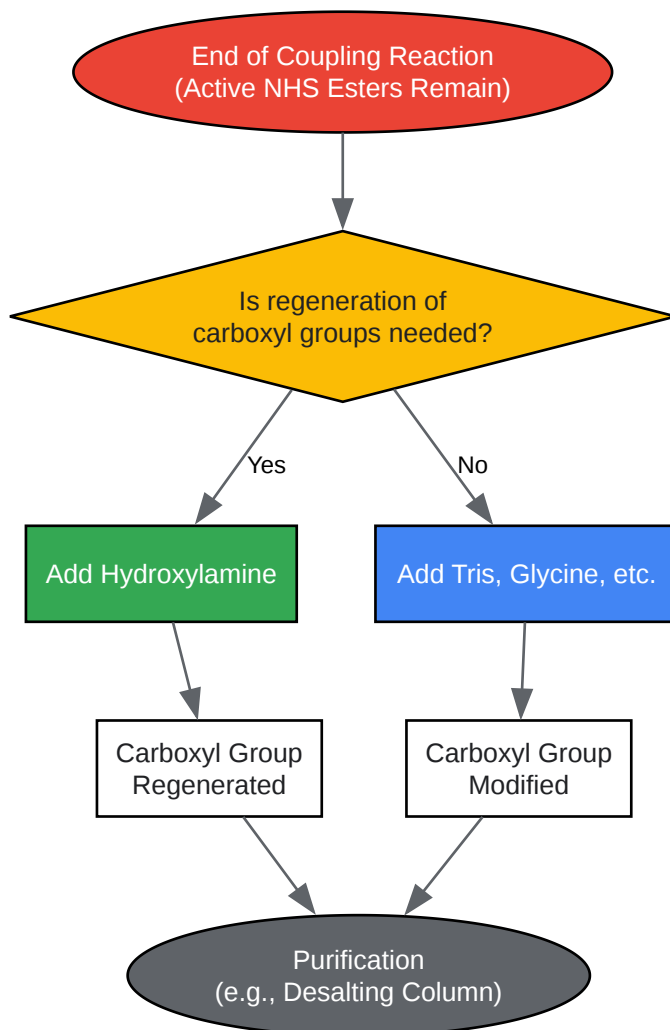 End of Coupling Reaction
(Active NHS Esters Remain)
Is regeneration of
carboxyl groups needed?
Yes
No
Add Hydroxylamine
Add Tris, Glycine, etc.
Carboxyl Group
Regenerated
Carboxyl Group
Modified
Purification
(e.g., Desalting Column)